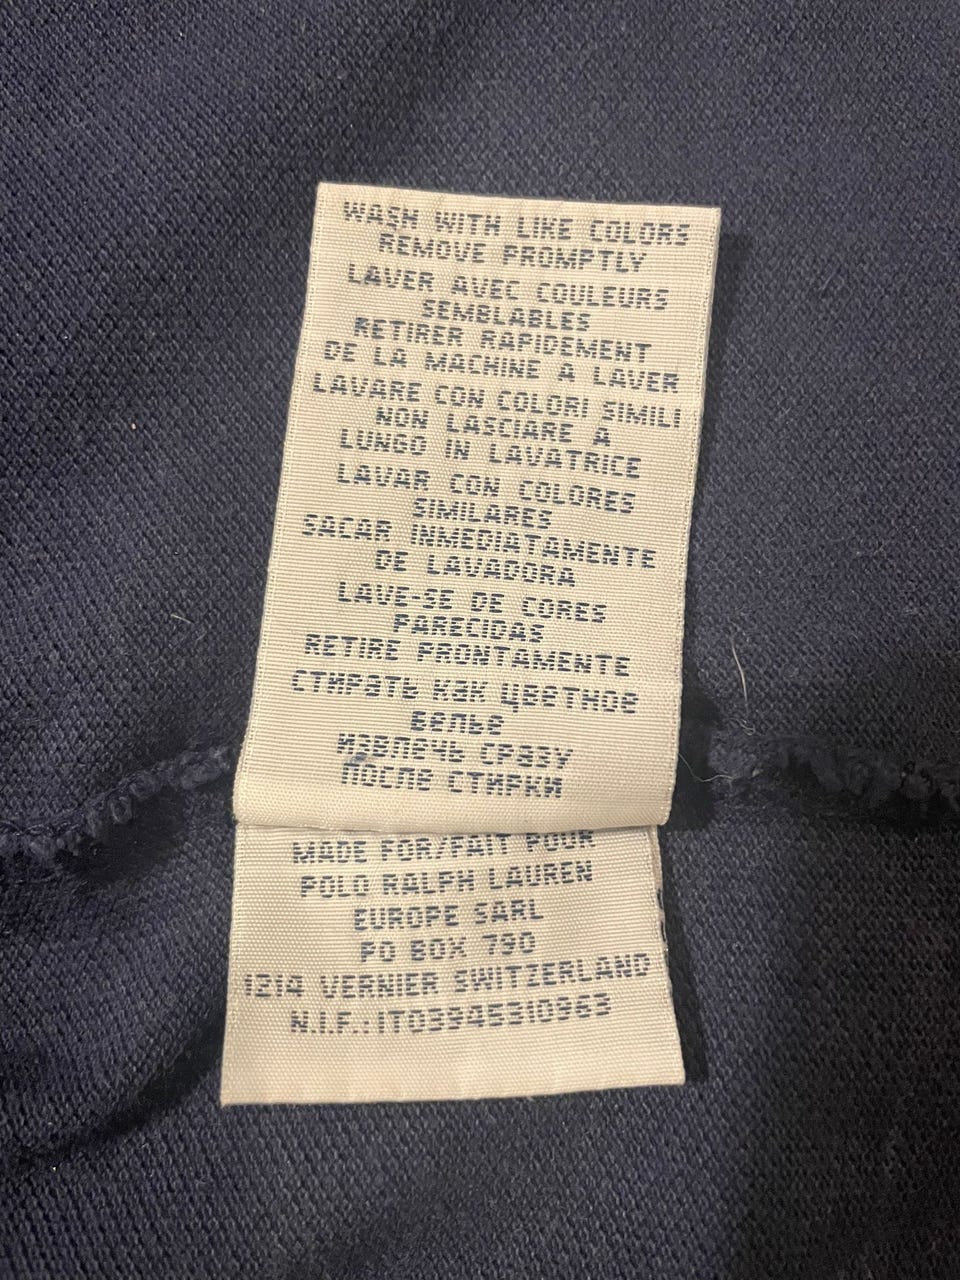 WASH WITH LIKE COLORS
REMOVE PROMPTLY
LAVER AVEC COULEURS
SEMBLABLES
RETIRER RAPIDEMENT
DE LA MACHINE A LAVER
LAVARE CON COLORI SIMILI
NON LASCIARE A
LUNGO IN LAVATRICE
LAVAR CON COLORES
SIMILARES
SACAR INMEDIATAMENTE
DE LAVADORA
LAVE-SE DE CORES
PARECIDAS
RETIRE PRONTAMENTE
СТИРАТЬ КАК ЦВЕТНОЕ
БЕЛЬЕ
ИЗВЛЕЧЬ СРАЗУ
ПОСЛЕ СТИРКИ
MADE FOR/FAIT POUR
POLO RALPH LAUREN
EUROPE SARL
PO BOX 790
1214 VERNIER SWITZERLAND
N.I.F.:IT03945310963